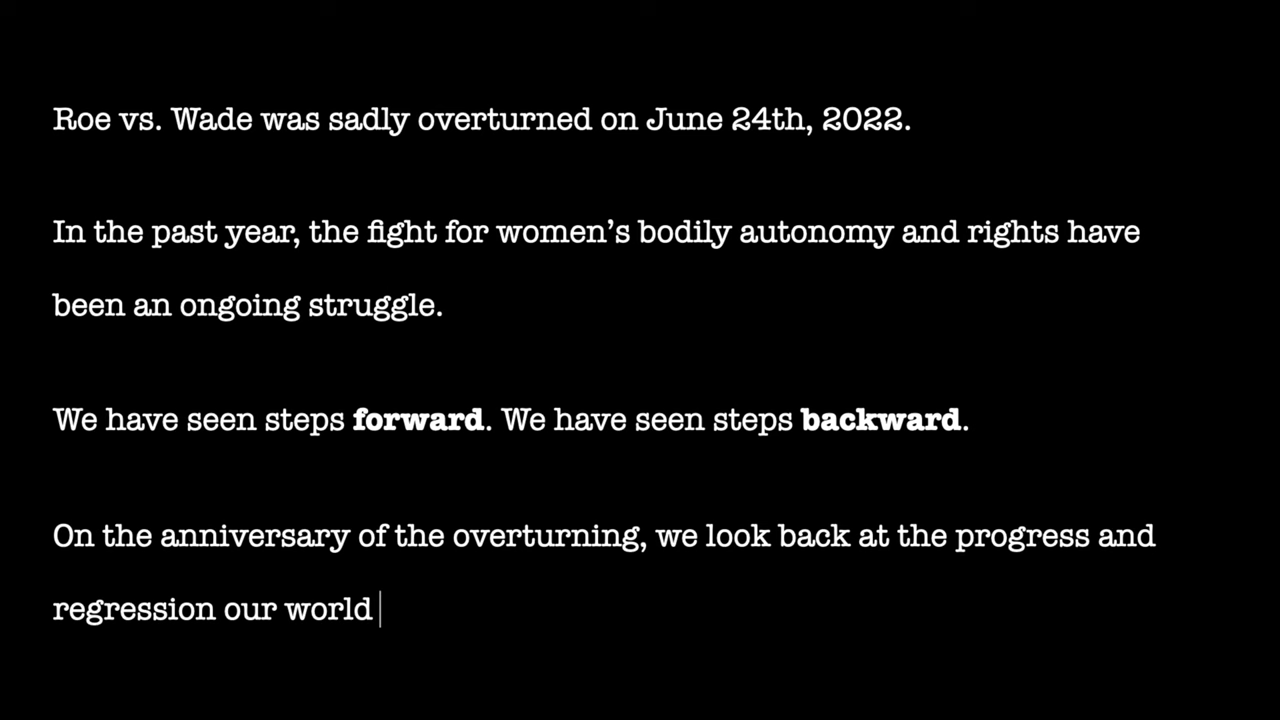 Roe vs. Wade was sadly overturned on June 24th, 2022.
In the past year, the fight for women’s bodily autonomy and rights have
been an ongoing struggle.
We have seen steps forward. We have seen steps backward.
On the anniversary of the overturning, we look back at the progress and
regression our world